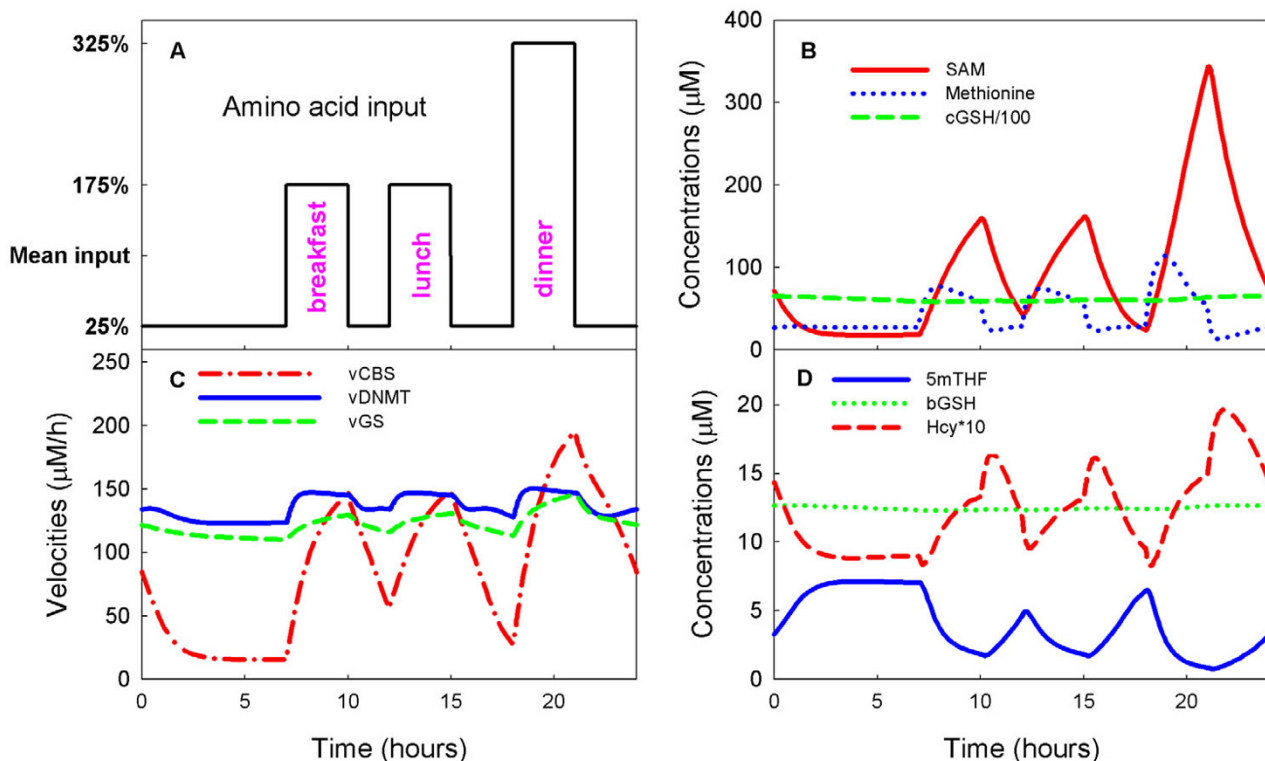 A
325%
175%
Mean input
25%
Amino acid input
breakfast
lunch
dinner
B
SAM
Methionine
cGSH/100
Concentrations (μM)
400
300
200
100
0
C
vCBS
vDNMT
vGS
Velocities (μM/h)
250
200
150
100
50
0
0 5 10 15 20
Time (hours)
D
5mTHF
bGSH
Hcy*10
Concentrations (μM)
20
15
10
5
0
0 5 10 15 20
Time (hours)